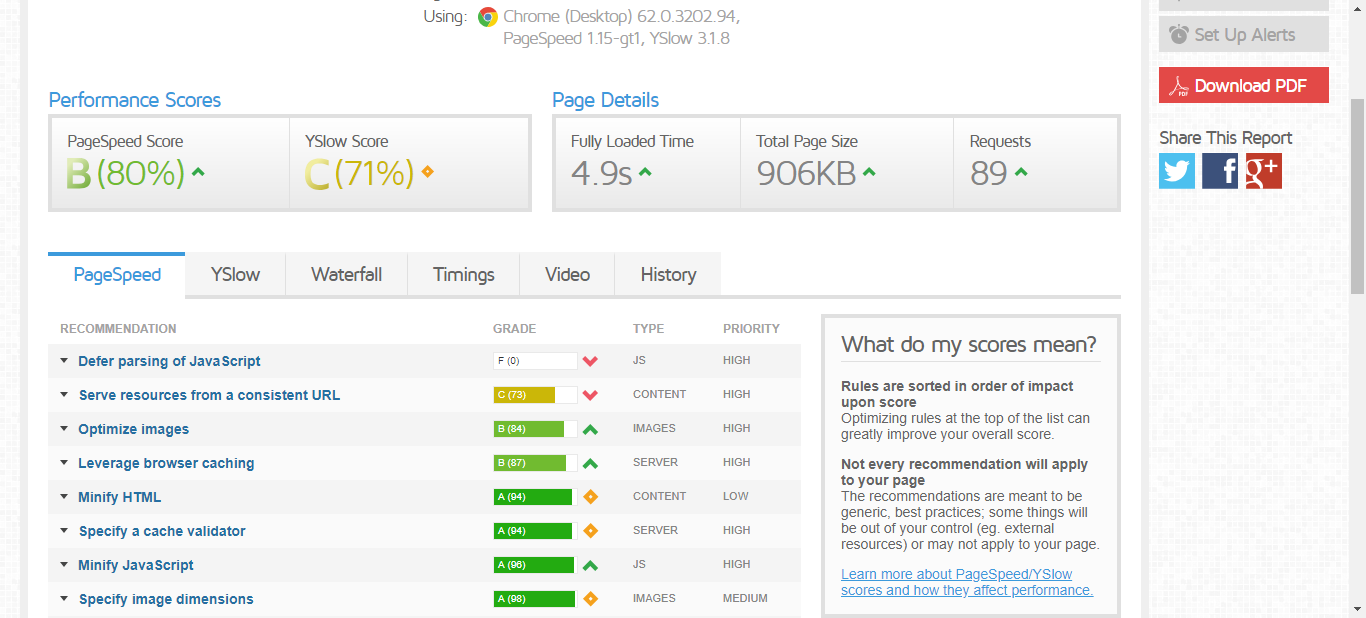 Using: Chrome (Desktop) 62.0.3202.94,
PageSpeed 1.15-gt1, YSlow 3.1.8
Set Up Alerts
Download PDF
Share This Report
Performance Scores
PageSpeed Score
B (80%)
YSlow Score
C (71%)
Page Details
Fully Loaded Time
4.9s
Total Page Size
906KB
Requests
89
PageSpeed YSlow Waterfall Timings Video History
RECOMMENDATION GRADE TYPE PRIORITY
Defer parsing of JavaScript F (0) JS HIGH
Serve resources from a consistent URL C (73) CONTENT HIGH
Optimize images B (84) IMAGES HIGH
Leverage browser caching B (87) SERVER HIGH
Minify HTML A (94) CONTENT LOW
Specify a cache validator A (94) SERVER HIGH
Minify JavaScript A (96) JS HIGH
Specify image dimensions A (98) IMAGES MEDIUM
What do my scores mean?
Rules are sorted in order of impact
upon score
Optimizing rules at the top of the list can
greatly improve your overall score.
Not every recommendation will apply
to your page
The recommendations are meant to be
generic, best practices; some things will
be out of your control (eg. external
resources) or may not apply to your page.
Learn more about PageSpeed/YSlow
scores and how they affect performance.